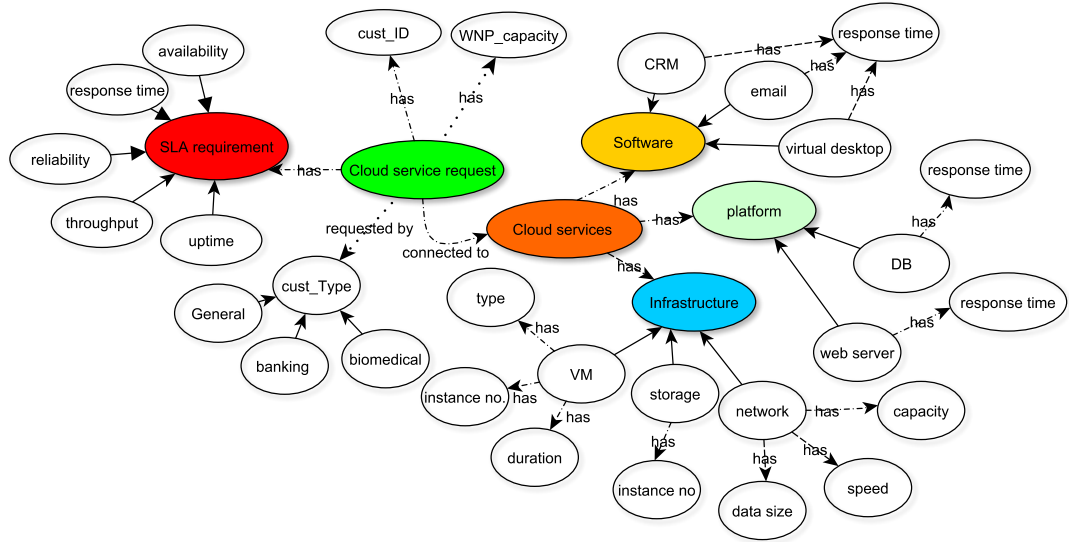 cust_ID
WNP_capacity
response time
availability
has
CRM
has
response time
email
has
has
has
SLA requirement
Software
virtual desktop
reliability
has
Cloud service request
response time
has
throughput
has
platform
has
requested by
Cloud services
uptime
connected to
DB
has
cust_Type
type
Infrastructure
response time
General
has
has
web server
banking
biomedical
VM
instance no.
has
storage
network
has
capacity
has
has
has
has
duration
instance no
data size
speed